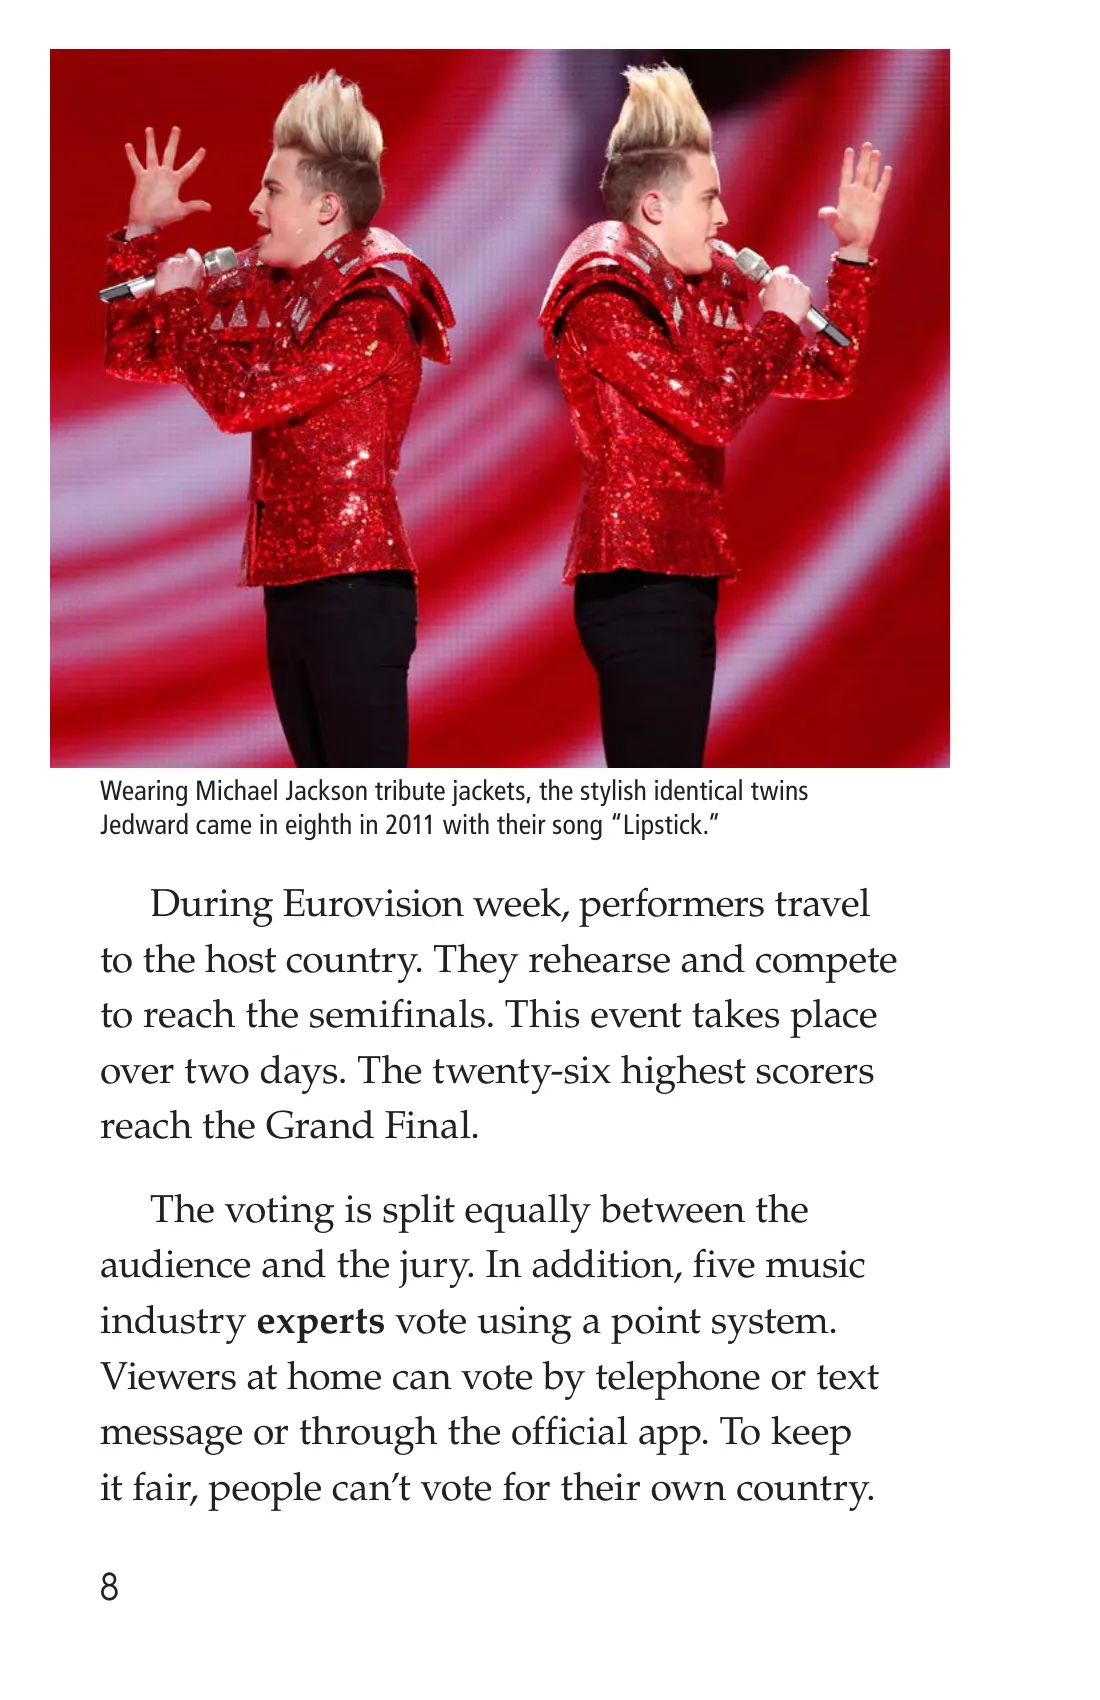 Wearing Michael Jackson tribute jackets, the stylish identical twins
Jedward came in eighth in 2011 with their song “Lipstick.”
During Eurovision week, performers travel
to the host country. They rehearse and compete
to reach the semifinals. This event takes place
over two days. The twenty-six highest scorers
reach the Grand Final.
The voting is split equally between the
audience and the jury. In addition, five music
industry experts vote using a point system.
Viewers at home can vote by telephone or text
message or through the official app. To keep
it fair, people can’t vote for their own country.
8